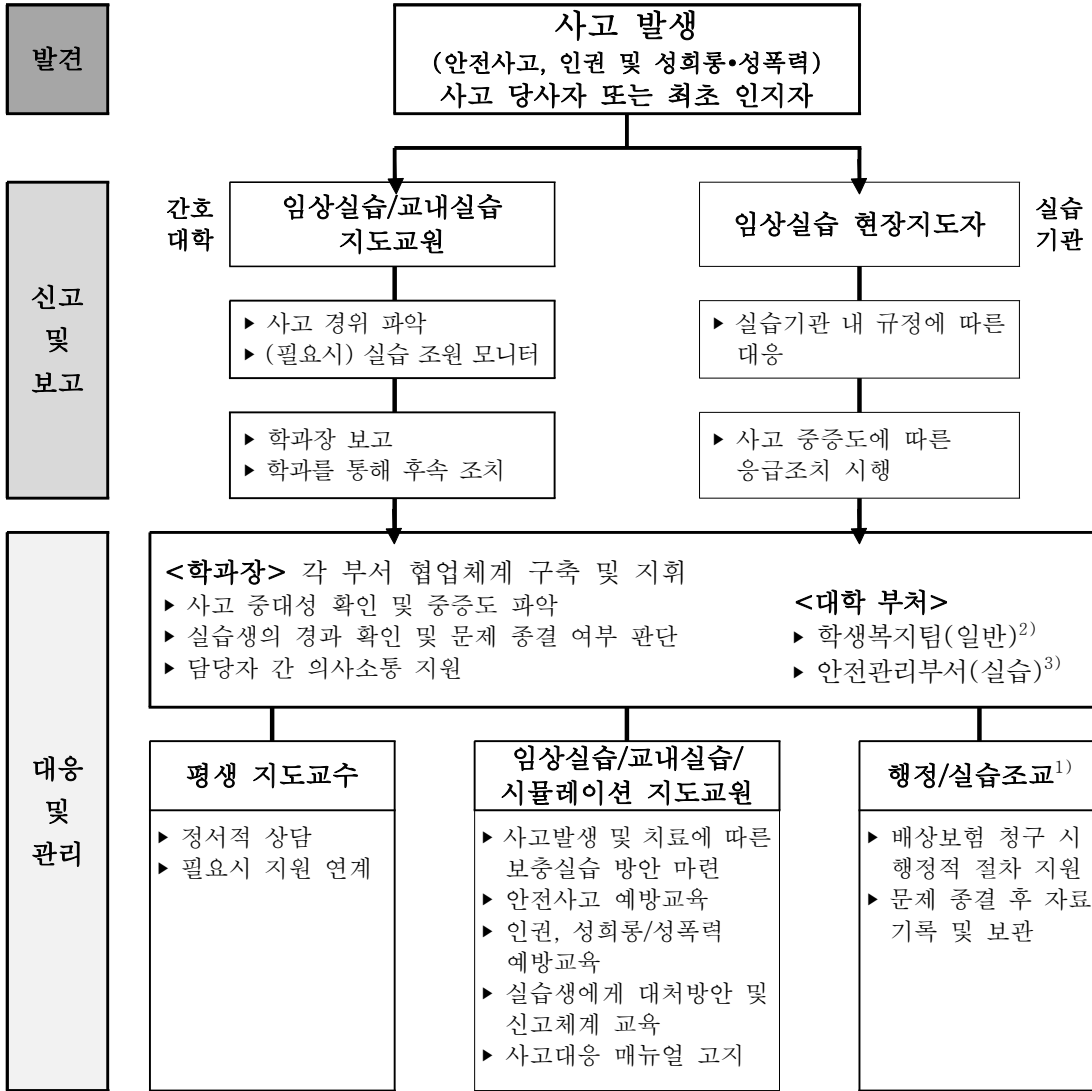 발견
사고 발생
(안전사고, 인권 및 성희롱•성폭력)
사고 당사자 또는 최초 인지자
신고
및
보고
간호
대학
임상실습/교내실습
지도교원
임상실습 현장지도자
실습
기관
▶ 사고 경위 파악
▶ (필요시) 실습 조원 모니터
▶ 실습기관 내 규정에 따른
대응
▶ 학과장 보고
▶ 학과를 통해 후속 조치
▶ 사고 중증도에 따른
응급조치 시행
대응
및
관리
<학과장> 각 부서 협업체계 구축 및 지휘
▶ 사고 중대성 확인 및 중증도 파악
▶ 실습생의 경과 확인 및 문제 종결 여부 판단
▶ 담당자 간 의사소통 지원
<대학 부처>
▶ 학생복지팀(일반)2)
▶ 안전관리부서(실습)3)
평생 지도교수
▶ 정서적 상담
▶ 필요시 지원 연계
임상실습/교내실습/
시뮬레이션 지도교원
▶ 사고발생 및 치료에 따른
보충실습 방안 마련
▶ 안전사고 예방교육
▶ 인권, 성희롱/성폭력
예방교육
▶ 실습생에게 대처방안 및
신고체계 교육
▶ 사고대응 매뉴얼 고지
행정/실습조교1)
▶ 배상보험 청구 시
행정적 절차 지원
▶ 문제 종결 후 자료
기록 및 보관